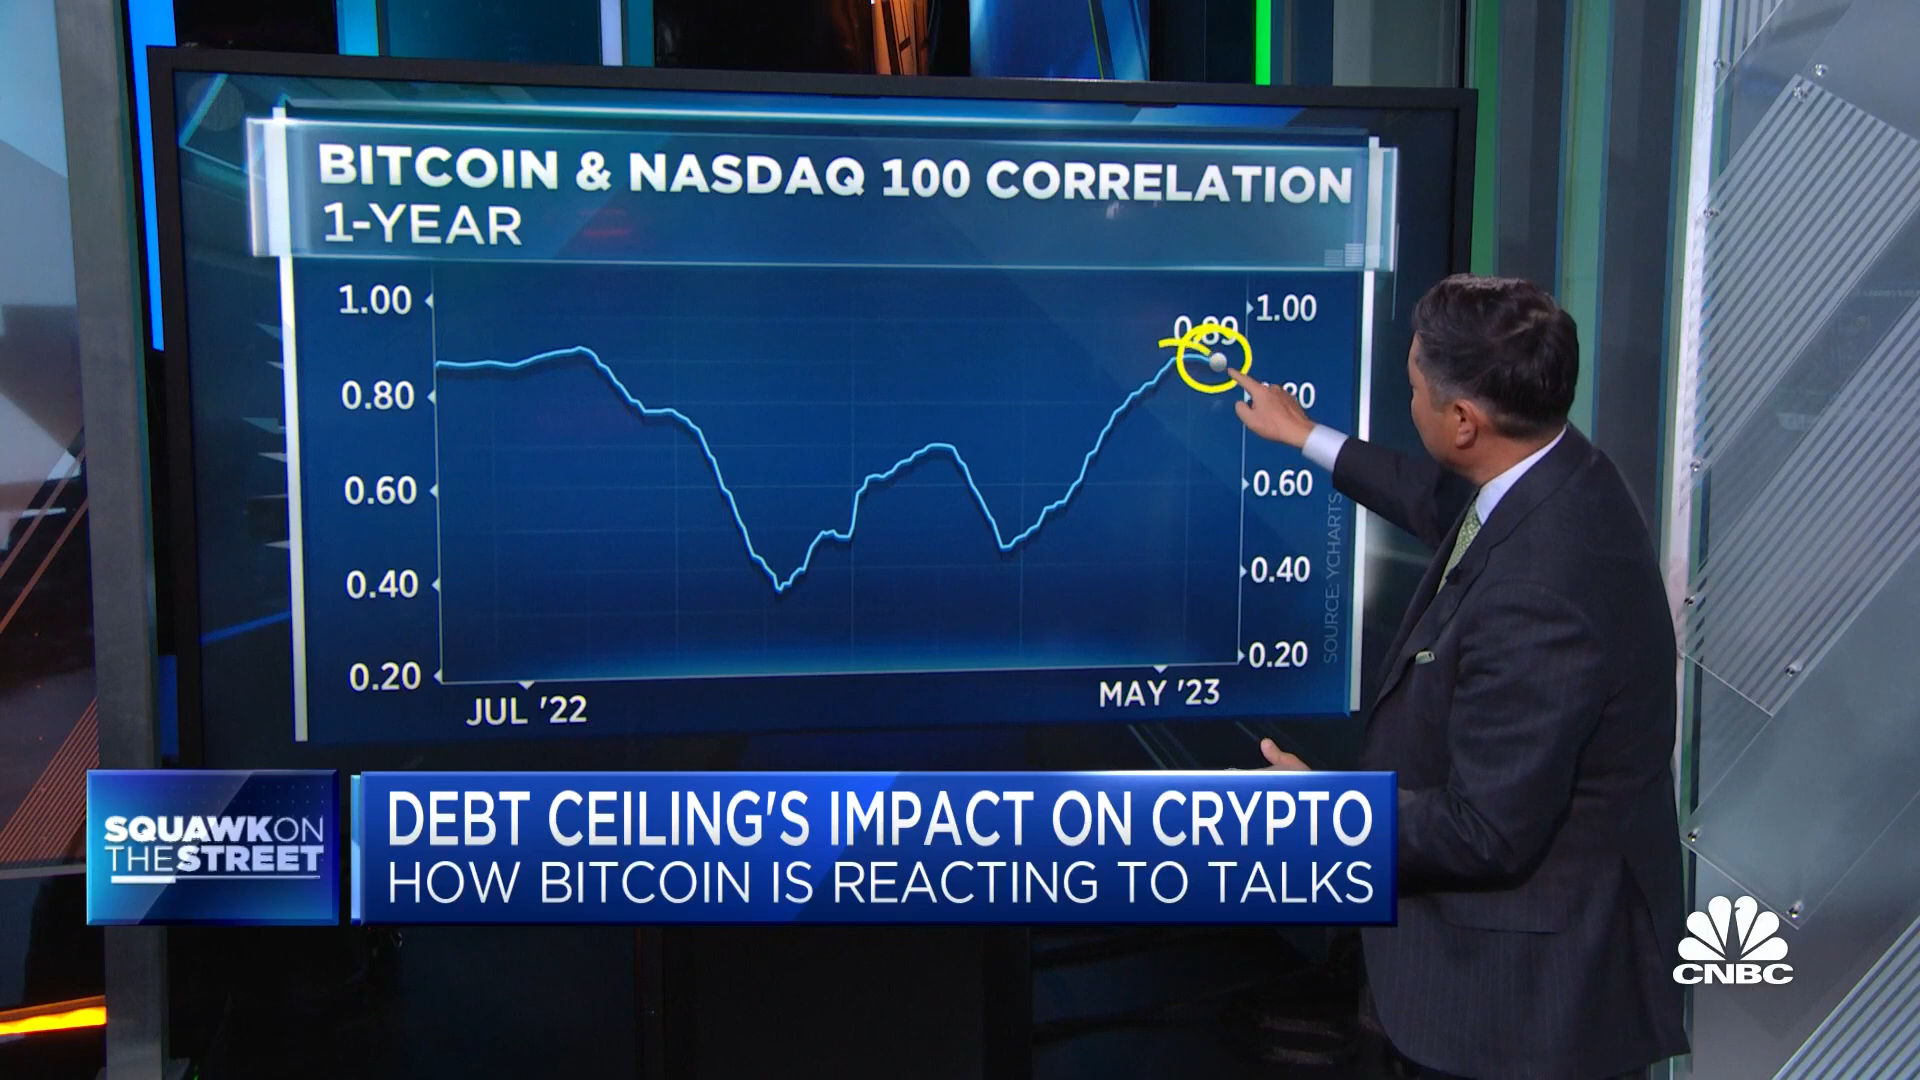 BITCOIN & NASDAQ 100 CORRELATION
1-YEAR
1.00
0.80
0.60
0.40
0.20
0.89
1.00
0.60
0.40
0.20
JUL '22
MAY '23
SOURCE: YCHARTS
SQUAWK ON
THE STREET
DEBT CEILING'S IMPACT ON CRYPTO
HOW BITCOIN IS REACTING TO TALKS
CNBC